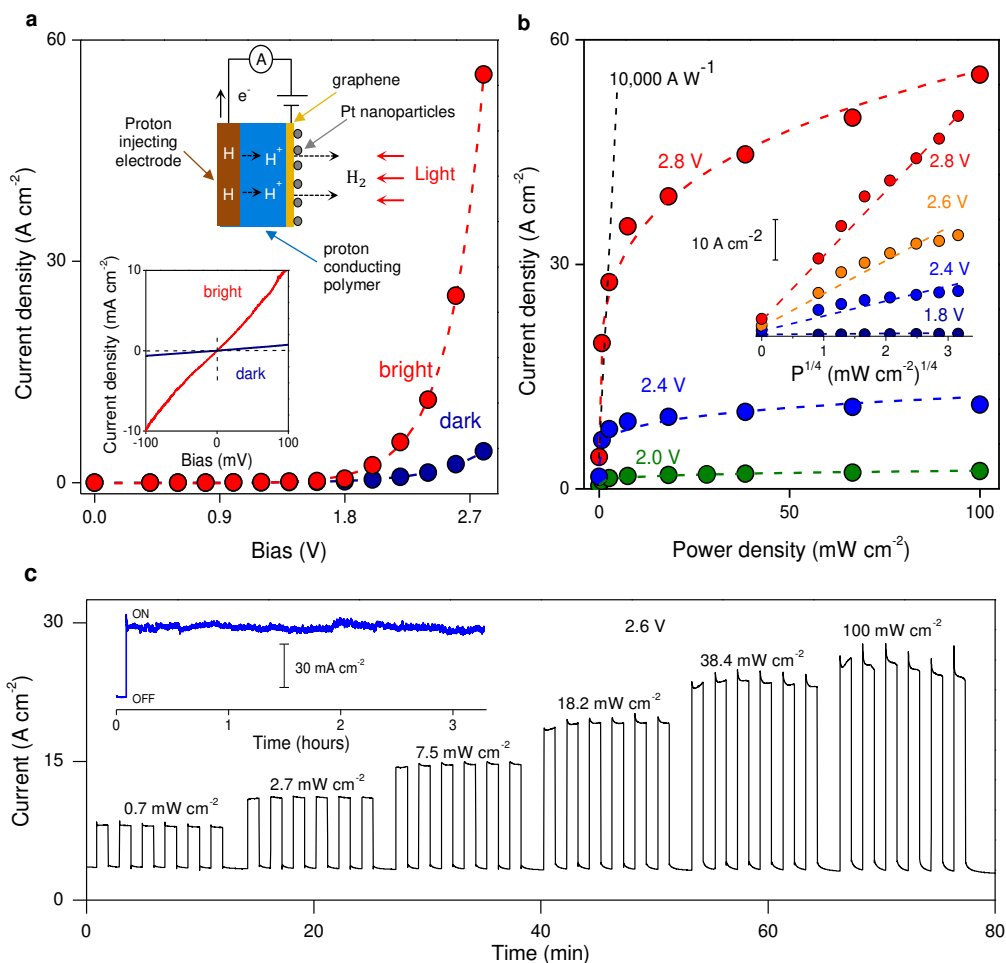 a
60
30
0
Current density (A cm-2)
0.0
0.9
1.8
2.7
Bias (V)
A
e-
graphene
Pt nanoparticles
Proton
injecting
electrode
H
H+
H
H+
H2
Light
proton
conducting
polymer
bright
dark
Current density (mA cm-2)
10
0
-10
-100
0
100
Bias (mV)
bright
dark
b
60
30
0
Current denstiy (A cm-2)
0
50
100
Power density (mW cm-2)
10,000 A W-1
2.8 V
2.4 V
2.0 V
10 A cm-2
2.8 V
2.6 V
2.4 V
1.8 V
0
1
2
3
P1/4 (mW cm-2)1/4
c
30
15
0
Current (A cm-2)
ON
OFF
30 mA cm-2
0
1
2
3
Time (hours)
2.6 V
0.7 mW cm-2
2.7 mW cm-2
7.5 mW cm-2
18.2 mW cm-2
38.4 mW cm-2
100 mW cm-2
0
20
40
60
80
Time (min)